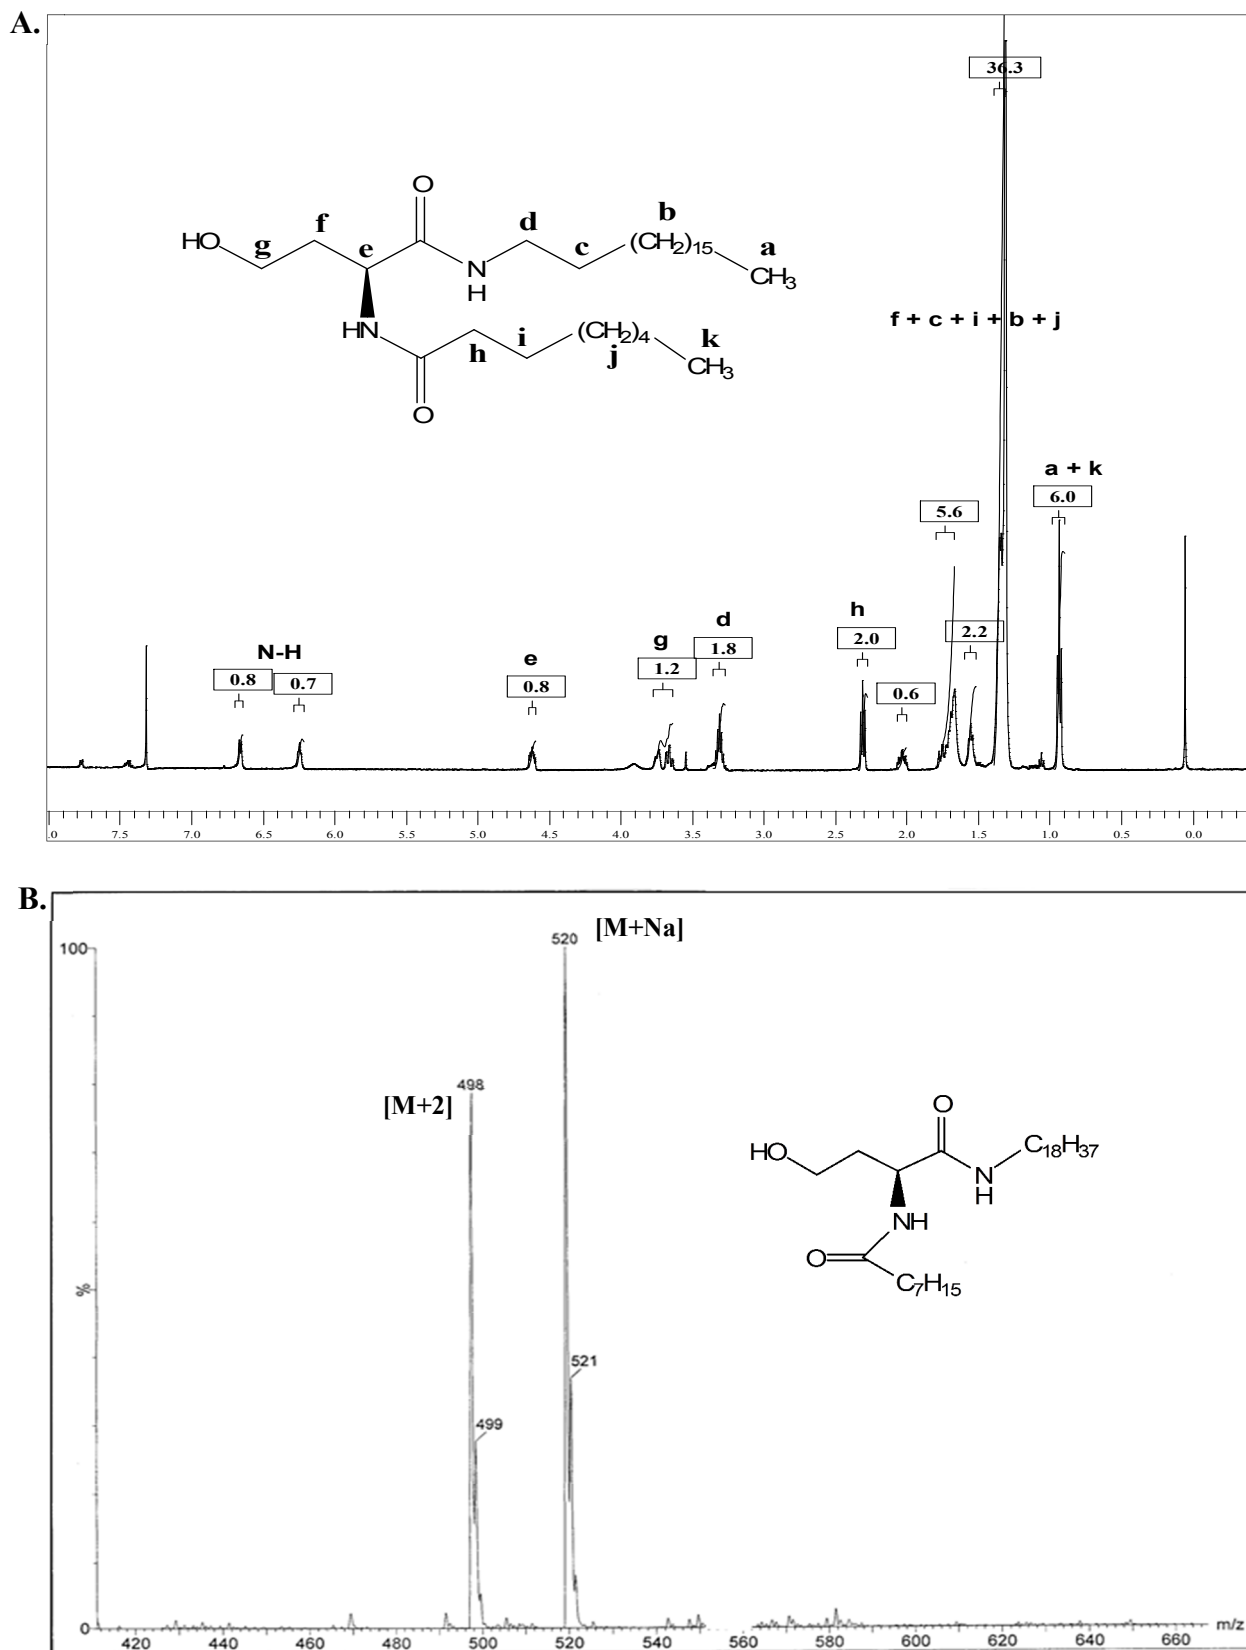 A.
36.3
O
HO
g
f
e
d
c
b
(CH2)15
a
N
H
CH3
HN
h
i
(CH2)4
j
k
CH3
O
f + c + i + b + j
a + k
6.0
5.6
2.2
h
2.0
0.6
d
1.8
g
1.2
e
0.8
N-H
0.8
0.7
.0 7.5 7.0 6.5 6.0 5.5 5.0 4.5 4.0 3.5 3.0 2.5 2.0 1.5 1.0 0.5 0.0
B.
100
%
0
520
[M+Na]
498
[M+2]
521
499
O
HO
N
H
C18H37
NH
O
C7H15
420 440 460 480 500 520 540 560 580 600 620 640 660 m/z